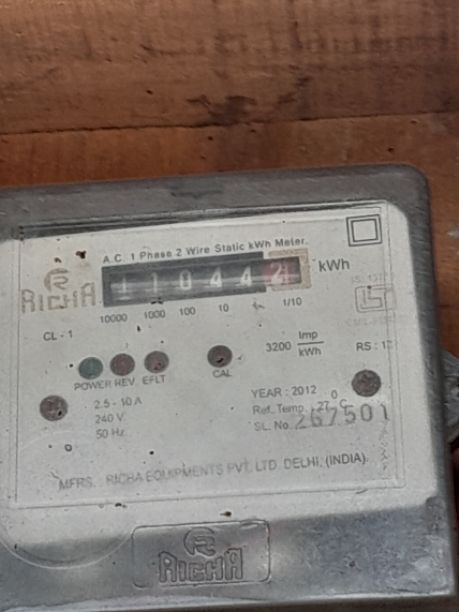 A.C. 1 Phase 2 Wire Static kWh Meter.
RICHA
1 1 0 4 4 2 kWh
10000 1000 100 10 1/10
CL - 1
3200 Imp/kWh
RS : 1
POWER REV. EFLT CAL
2.5 - 10 A
240 V
50 Hz
YEAR : 2012
Ref. Temp. : 27 °C
SL. No. 267501
MFRS. : RICHA EQUIPMENTS PVT. LTD. DELHI, (INDIA).
RICHA